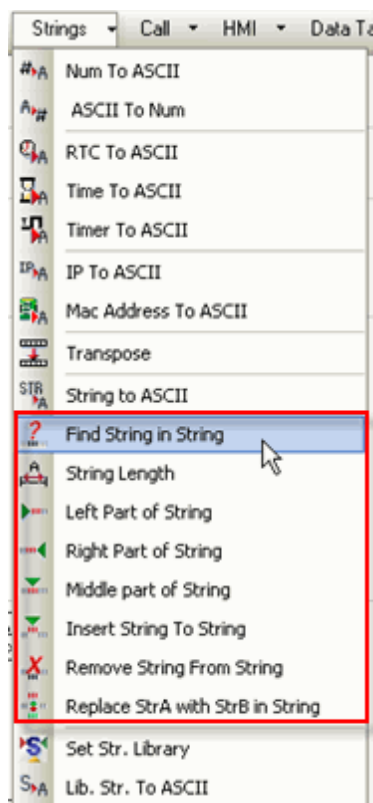 Strings Call HMI Data Ta
Num To ASCII
ASCII To Num
RTC To ASCII
Time To ASCII
Timer To ASCII
IP To ASCII
Mac Address To ASCII
Transpose
String to ASCII
Find String in String
String Length
Left Part of String
Right Part of String
Middle part of String
Insert String To String
Remove String From String
Replace StrA with StrB in String
Set Str. Library
Lib. Str. To ASCII